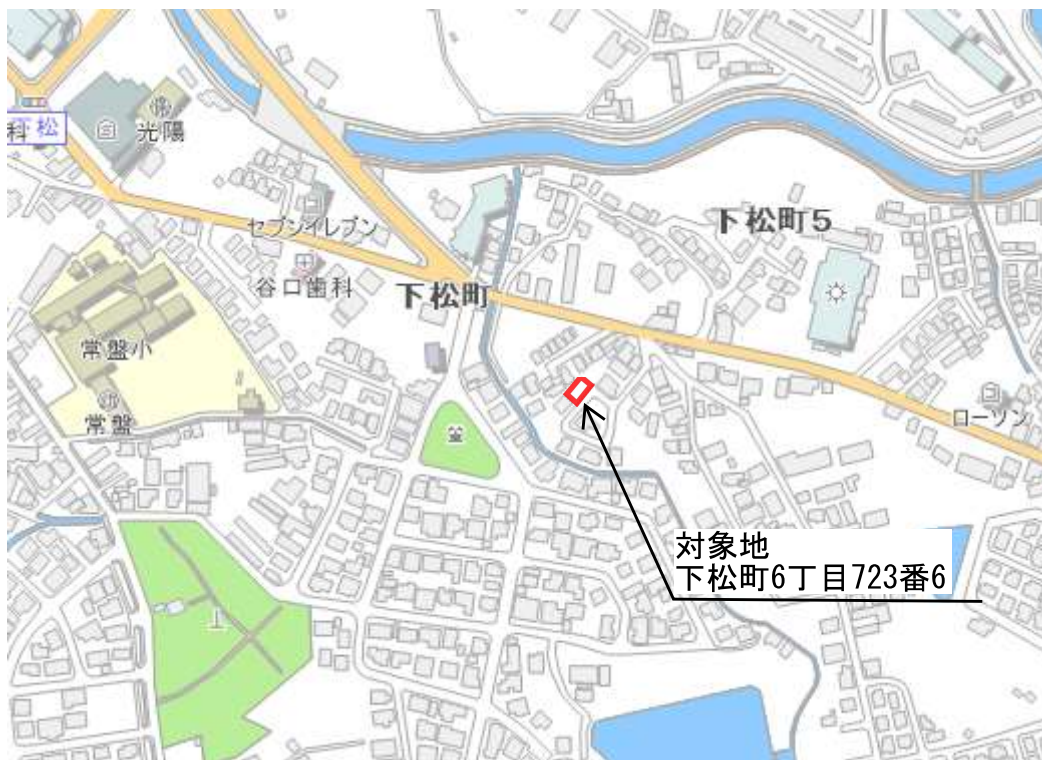 光陽
科
下松
セブンイレブン
下松町5
谷口歯科
下松町
常盤小
常盤
ローソン
対象地
下松町6丁目723番6